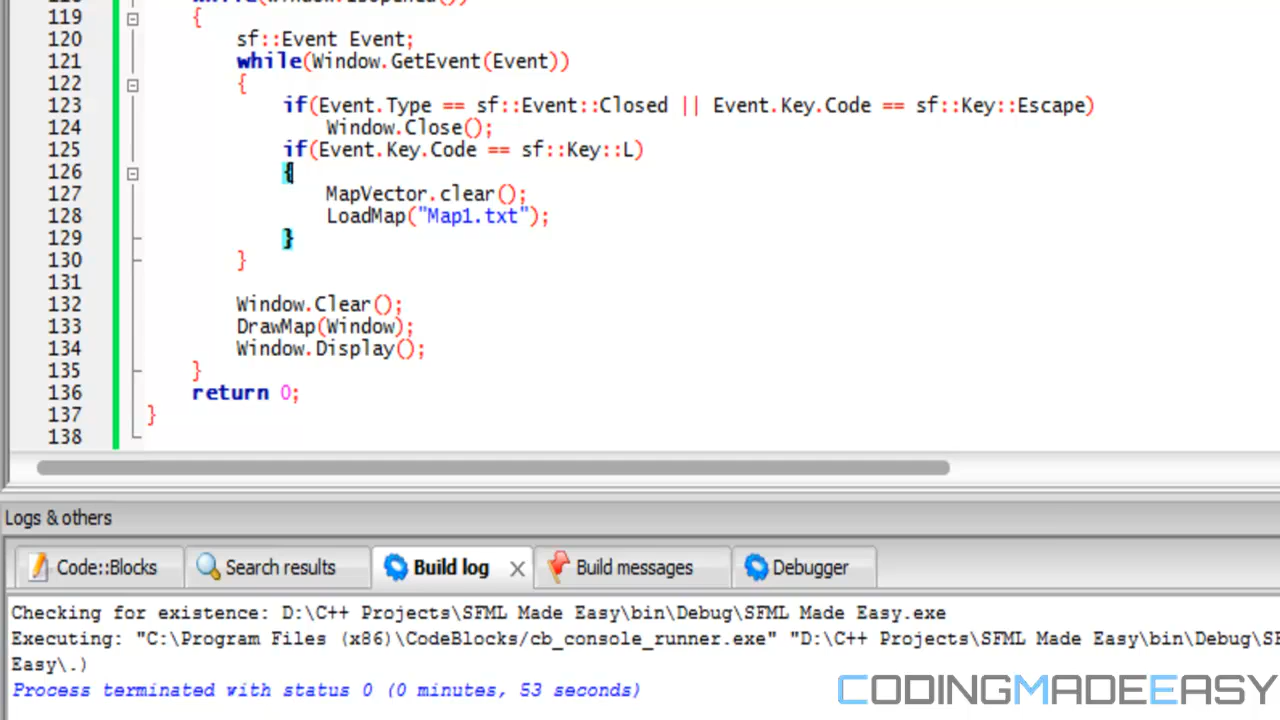 118 while(Window.IsOpened())
119 {
120 sf::Event Event;
121 while(Window.GetEvent(Event))
122 {
123 if(Event.Type == sf::Event::Closed || Event.Key.Code == sf::Key::Escape)
124 Window.Close();
125 if(Event.Key.Code == sf::Key::L)
126 {
127 MapVector.clear();
128 LoadMap("Map1.txt");
129 }
130 }
131
132 Window.Clear();
133 DrawMap(Window);
134 Window.Display();
135 }
136 return 0;
137 }
138
Logs & others
Code::Blocks Search results Build log Build messages Debugger
Checking for existence: D:\C++ Projects\SFML Made Easy\bin\Debug\SFML Made Easy.exe
Executing: "C:\Program Files (x86)\CodeBlocks/cb_console_runner.exe" "D:\C++ Projects\SFML Made Easy\bin\Debug\SF
Easy\.)
Process terminated with status 0 (0 minutes, 53 seconds)
CODINGMADEEASY